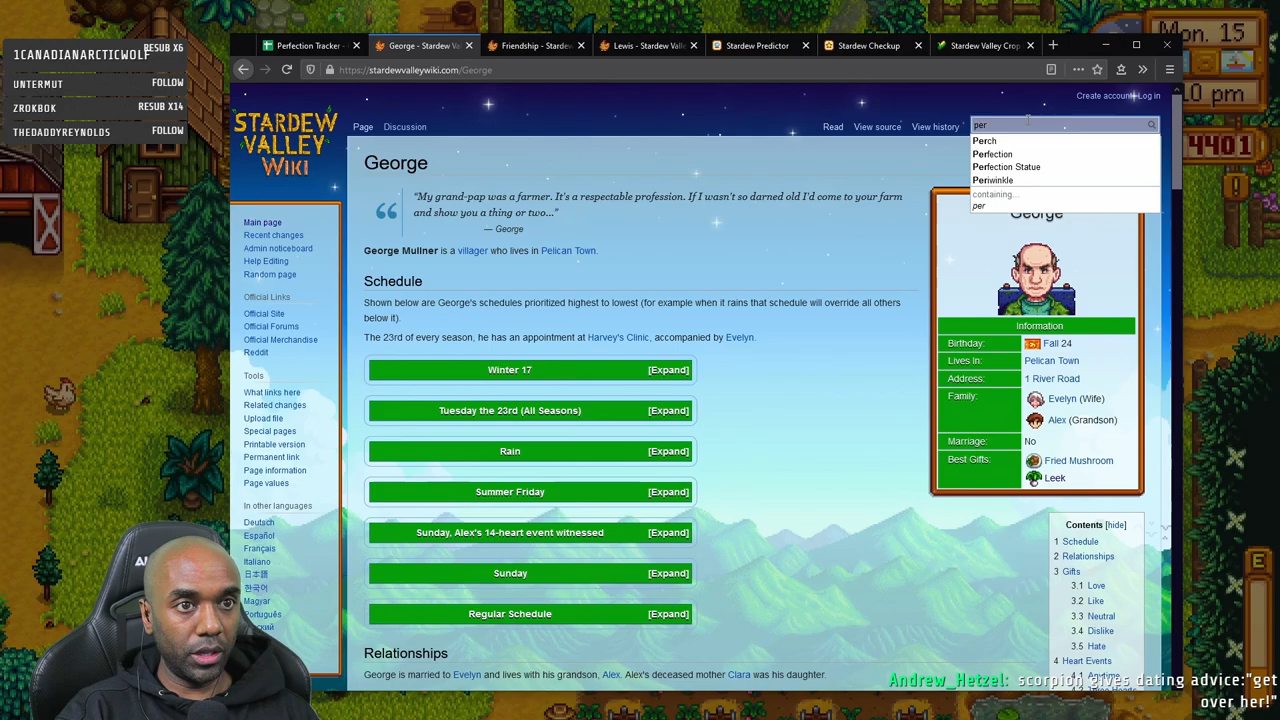 1CANADIANARCTICWOLF RESUB X6
UNTERMUT FOLLOW
ZROKBOK RESUB X14
THEDADDYREYNOLDS FOLLOW
Perfection Tracker -
George - Stardew Va
Friendship - Stardew
Lewis - Stardew Valle
Stardew Predictor
Stardew Checkup
Stardew Valley Crop
https://stardewvalleywiki.com/George
Mon. 15
0 pm
4401
Create account Log in
STARDEW
VALLEY
WIKI
Page Discussion
Read View source View history
per
Perch
Perfection
Perfection Statue
Periwinkle
containing...
per
George
“My grand-pap was a farmer. It's a respectable profession. If I wasn't so darned old I'd come to your farm
and show you a thing or two...”
— George
George Mullner is a villager who lives in Pelican Town.
Schedule
Shown below are George's schedules prioritized highest to lowest (for example when it rains that schedule will override all others
below it).
The 23rd of every season, he has an appointment at Harvey's Clinic, accompanied by Evelyn.
Winter 17 [Expand]
Tuesday the 23rd (All Seasons) [Expand]
Rain [Expand]
Summer Friday [Expand]
Sunday, Alex's 14-heart event witnessed [Expand]
Sunday [Expand]
Regular Schedule [Expand]
Relationships
George is married to Evelyn and lives with his grandson, Alex. Alex's deceased mother Clara was his daughter.
Main page
Recent changes
Admin noticeboard
Help Editing
Random page
Official Links
Official Site
Official Forums
Official Merchandise
Reddit
Tools
What links here
Related changes
Upload file
Special pages
Printable version
Permanent link
Page information
Page values
In other languages
Deutsch
Español
Français
Italiano
日本語
한국어
Magyar
Português
George
Information
Birthday: Fall 24
Lives In: Pelican Town
Address: 1 River Road
Family: Evelyn (Wife)
Alex (Grandson)
Marriage: No
Best Gifts: Fried Mushroom
Leek
Contents [hide]
1 Schedule
2 Relationships
3 Gifts
3.1 Love
3.2 Like
3.3 Neutral
3.4 Dislike
3.5 Hate
4 Heart Events
E
Andrew_Hetzel: scorpion gives dating advice:"get
over her!"